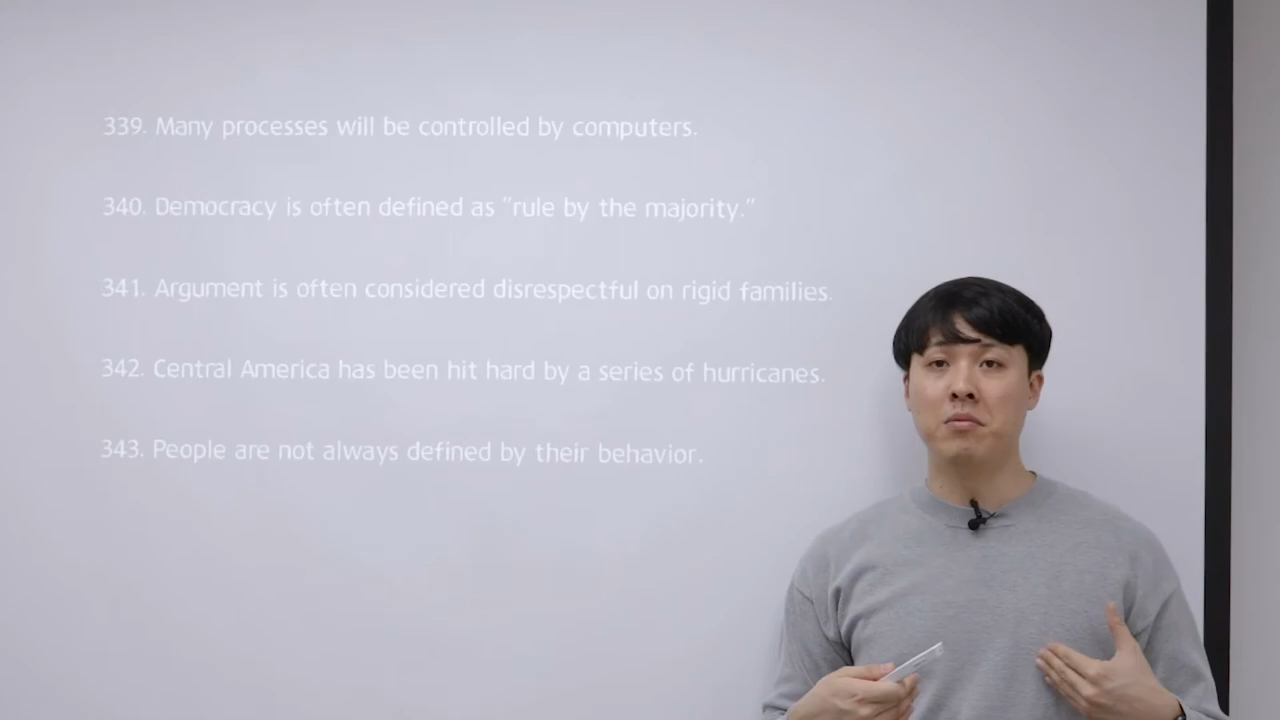 339. Many processes will be controlled by computers.
340. Democracy is often defined as "rule by the majority."
341. Argument is often considered disrespectful on rigid families.
342. Central America has been hit hard by a series of hurricanes.
343. People are not always defined by their behavior.